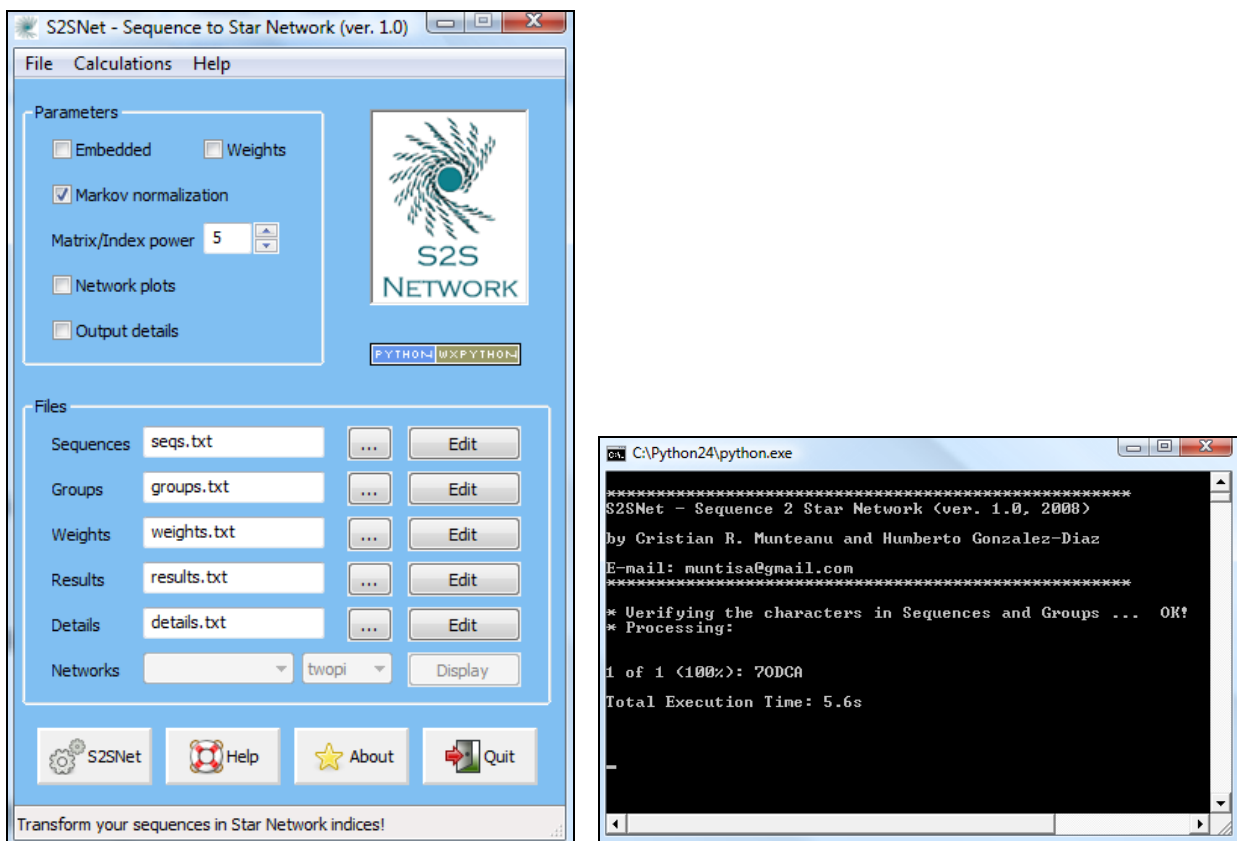 S2SNet - Sequence to Star Network (ver. 1.0)
File Calculations Help
Parameters
Embedded Weights
Markov normalization
Matrix/Index power 5
Network plots
Output details
S2S
NETWORK
PYTHON WXPYTHON
Files
Sequences seqs.txt ... Edit
Groups groups.txt ... Edit
Weights weights.txt ... Edit
Results results.txt ... Edit
Details details.txt ... Edit
Networks twopi Display
S2SNet Help About Quit
Transform your sequences in Star Network indices!
C:\Python24\python.exe
*****************************************************
S2SNet - Sequence 2 Star Network (ver. 1.0, 2008)
by Cristian R. Munteanu and Humberto Gonzalez-Diaz
E-mail: muntisa@gmail.com
*****************************************************
* Verifying the characters in Sequences and Groups ... OK!
* Processing:
1 of 1 (100%): 7ODCA
Total Execution Time: 5.6s